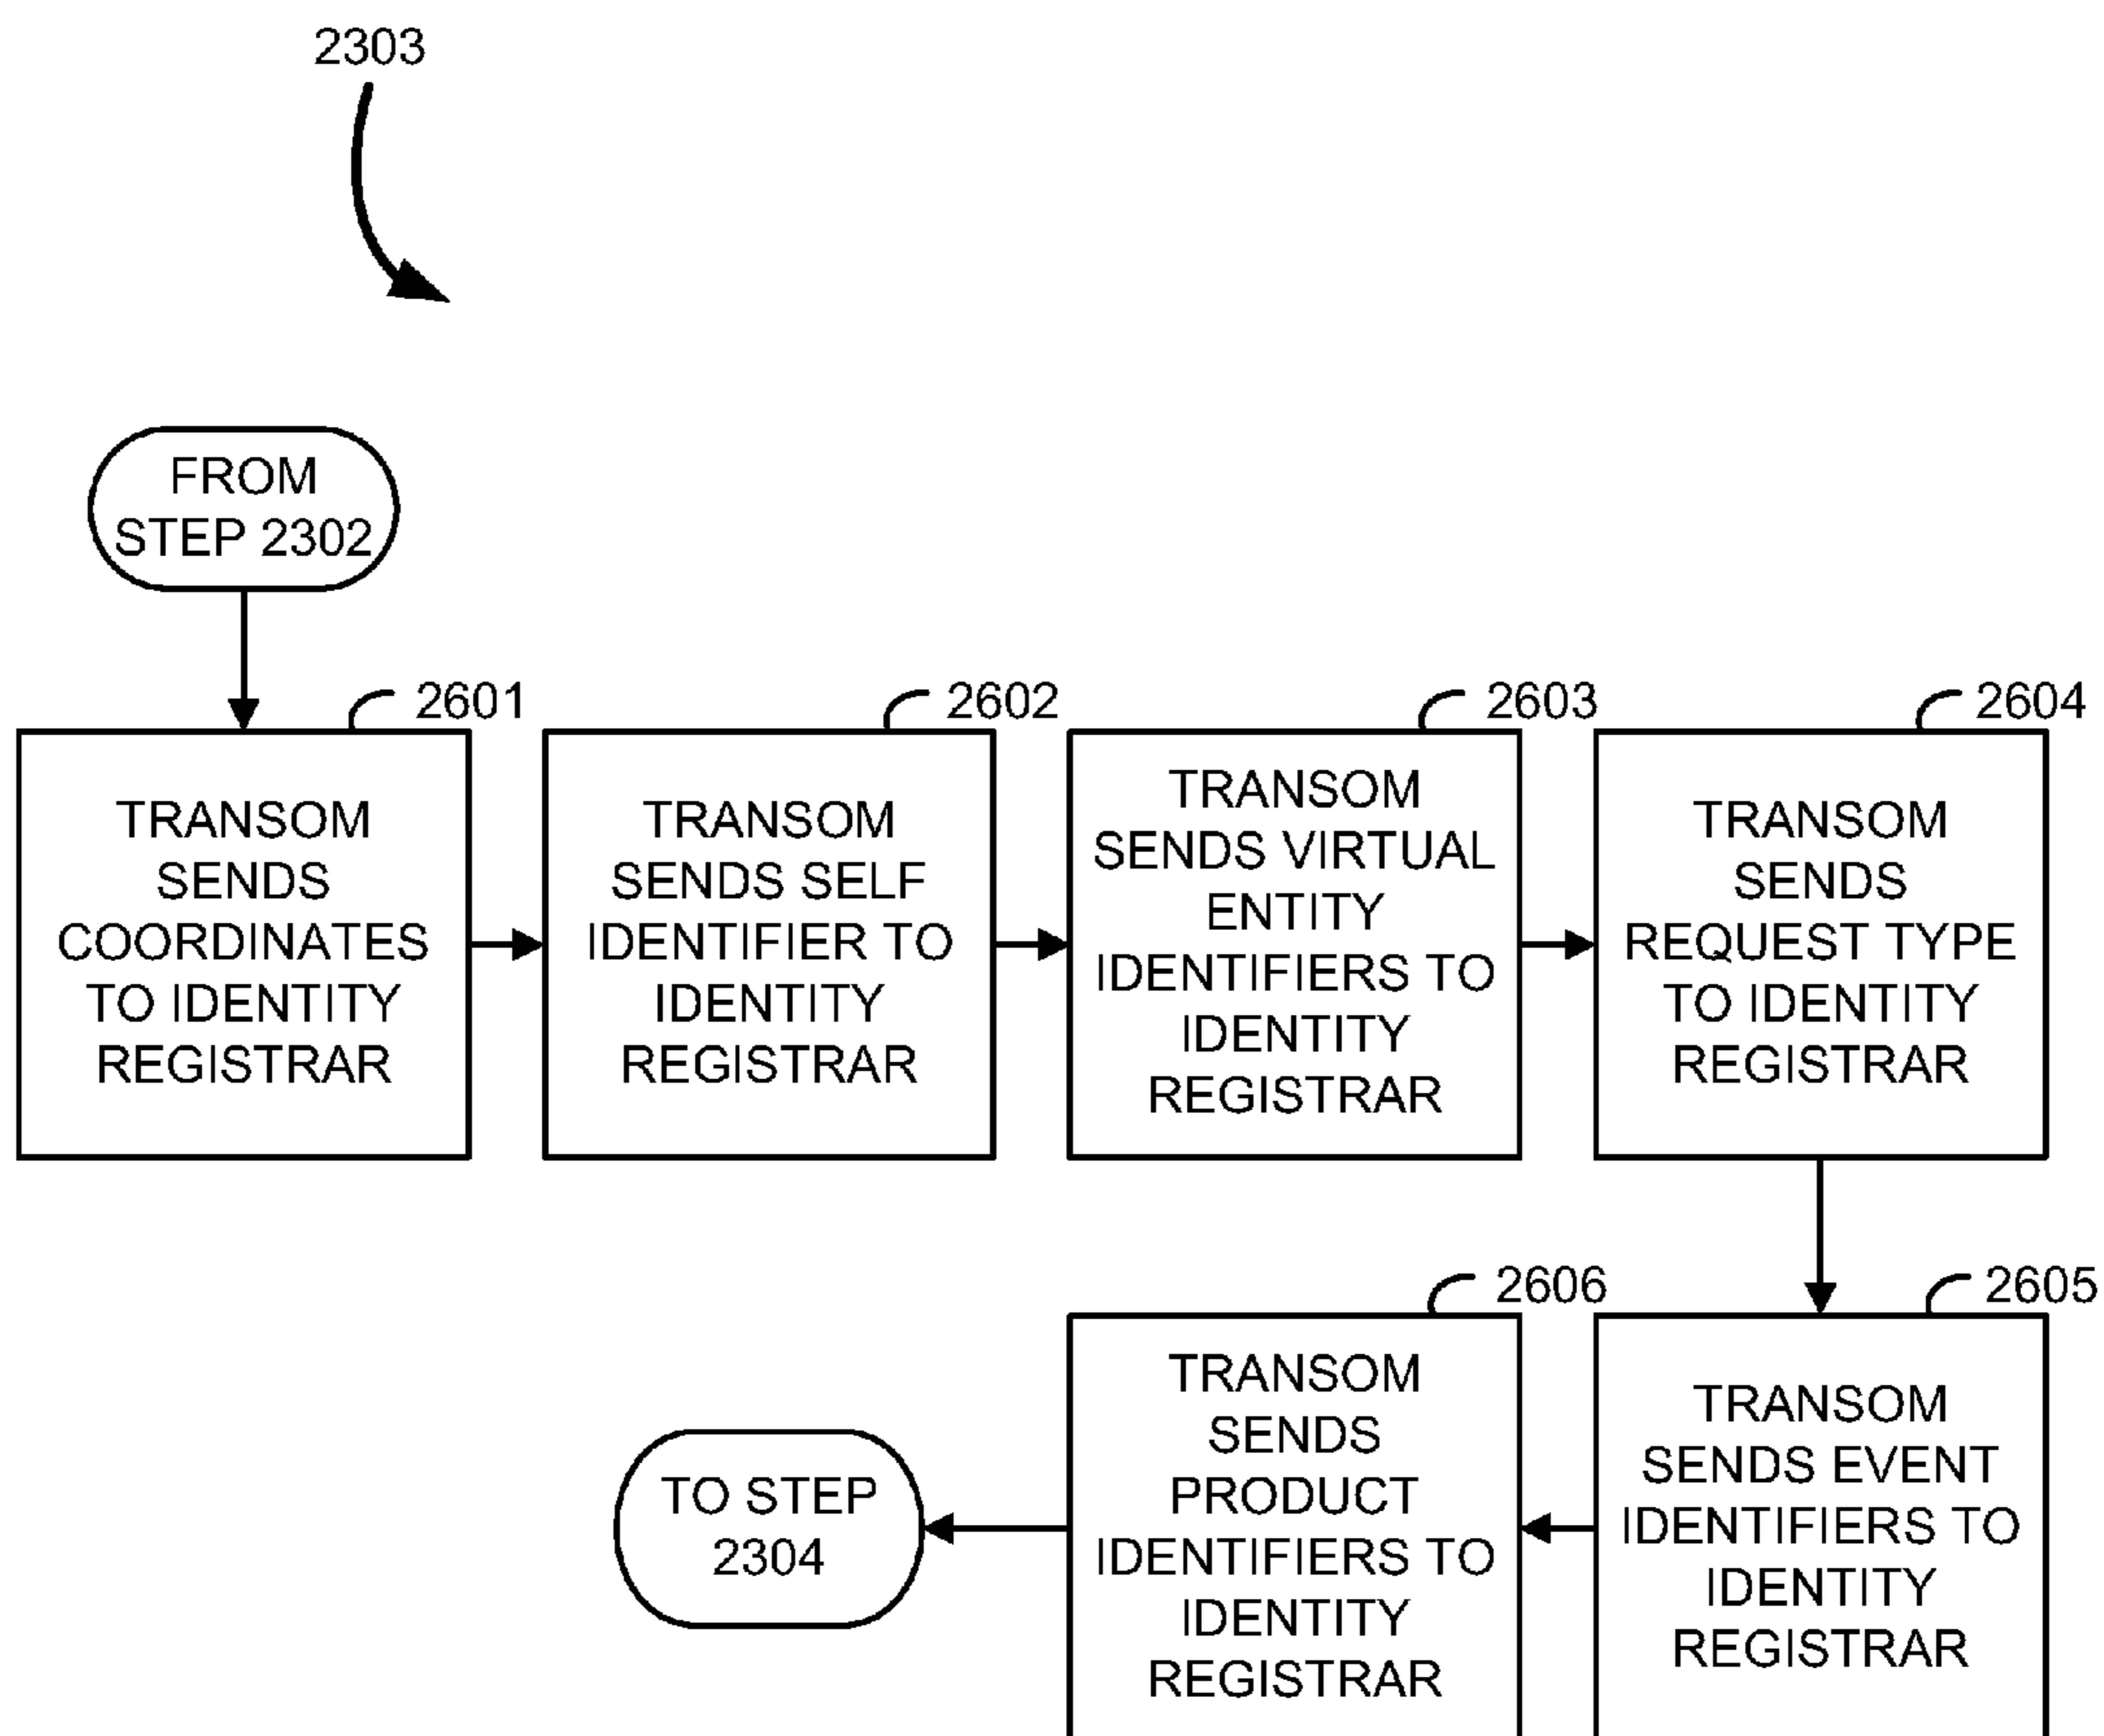 2303
FROM
STEP 2302
2601
TRANSOM
SENDS
COORDINATES
TO IDENTITY
REGISTRAR
2602
TRANSOM
SENDS SELF
IDENTIFIER TO
IDENTITY
REGISTRAR
2603
TRANSOM
SENDS VIRTUAL
ENTITY
IDENTIFIERS TO
IDENTITY
REGISTRAR
2604
TRANSOM
SENDS
REQUEST TYPE
TO IDENTITY
REGISTRAR
2605
TRANSOM
SENDS EVENT
IDENTIFIERS TO
IDENTITY
REGISTRAR
2606
TRANSOM
SENDS
PRODUCT
IDENTIFIERS TO
IDENTITY
REGISTRAR
TO STEP
2304